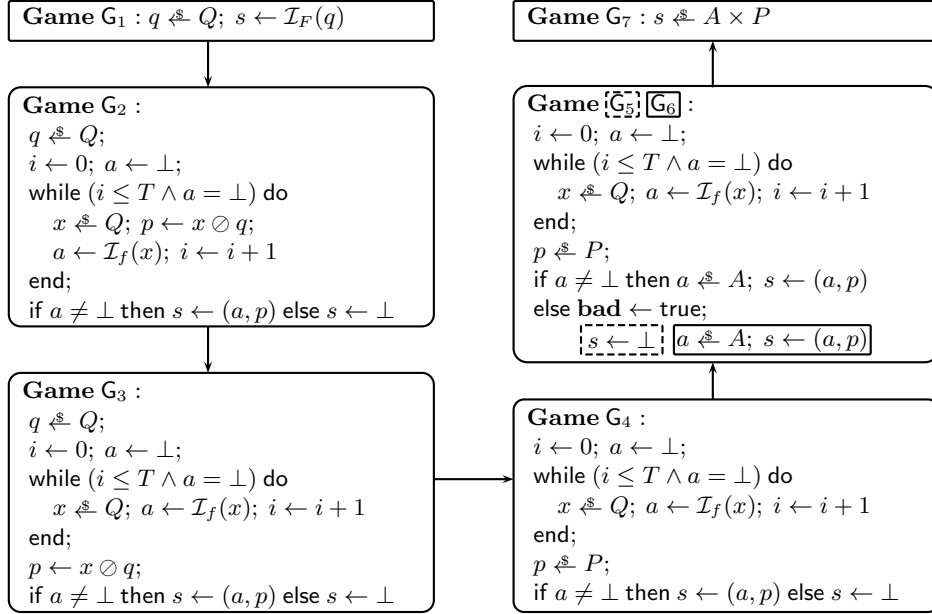 Game G₁ : q ←$ Q; s ← I_F(q)
Game G₂ :
q ←$ Q;
i ← 0; a ← ⊥;
while (i ≤ T ∧ a = ⊥) do
x ←$ Q; p ← x ⊘ q;
a ← I_f(x); i ← i + 1
end;
if a ≠ ⊥ then s ← (a, p) else s ← ⊥
Game G₃ :
q ←$ Q;
i ← 0; a ← ⊥;
while (i ≤ T ∧ a = ⊥) do
x ←$ Q; a ← I_f(x); i ← i + 1
end;
p ← x ⊘ q;
if a ≠ ⊥ then s ← (a, p) else s ← ⊥
Game G₄ :
i ← 0; a ← ⊥;
while (i ≤ T ∧ a = ⊥) do
x ←$ Q; a ← I_f(x); i ← i + 1
end;
p ←$ P;
if a ≠ ⊥ then s ← (a, p) else s ← ⊥
Game G₅ G₆ :
i ← 0; a ← ⊥;
while (i ≤ T ∧ a = ⊥) do
x ←$ Q; a ← I_f(x); i ← i + 1
end;
p ←$ P;
if a ≠ ⊥ then a ←$ A; s ← (a, p)
else bad ← true;
s ← ⊥ a ←$ A; s ← (a, p)
Game G₇ : s ←$ A × P